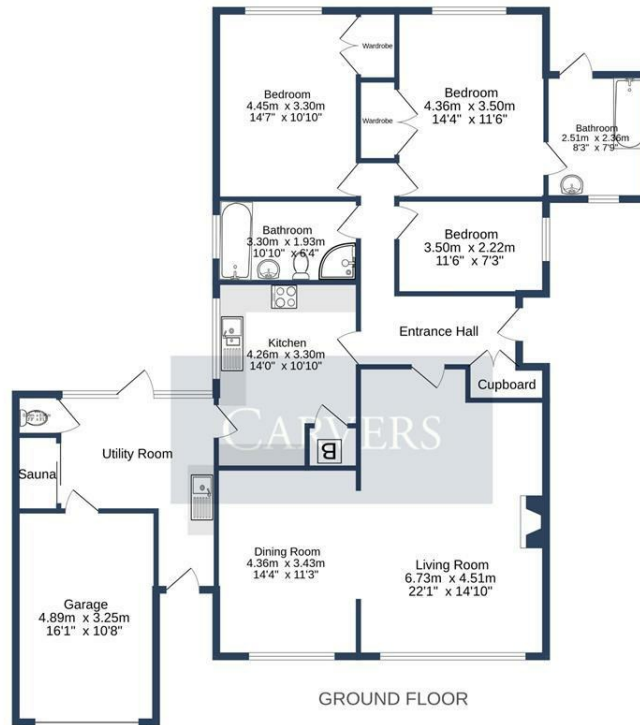 Wardrobe
Bedroom
4.45m x 3.30m
14'7" x 10'10"
Bedroom
4.36m x 3.50m
14'4" x 11'6"
Wardrobe
Bathroom
2.51m x 2.36m
8'3" x 7'9"
Bathroom
3.30m x 1.93m
10'10" x 6'4"
Bedroom
3.50m x 2.22m
11'6" x 7'3"
Entrance Hall
Kitchen
4.26m x 3.30m
14'0" x 10'10"
Cupboard
CARVERS
B
Utility Room
Sauna
Dining Room
4.36m x 3.43m
14'4" x 11'3"
Living Room
6.73m x 4.51m
22'1" x 14'10"
Garage
4.89m x 3.25m
16'1" x 10'8"
GROUND FLOOR